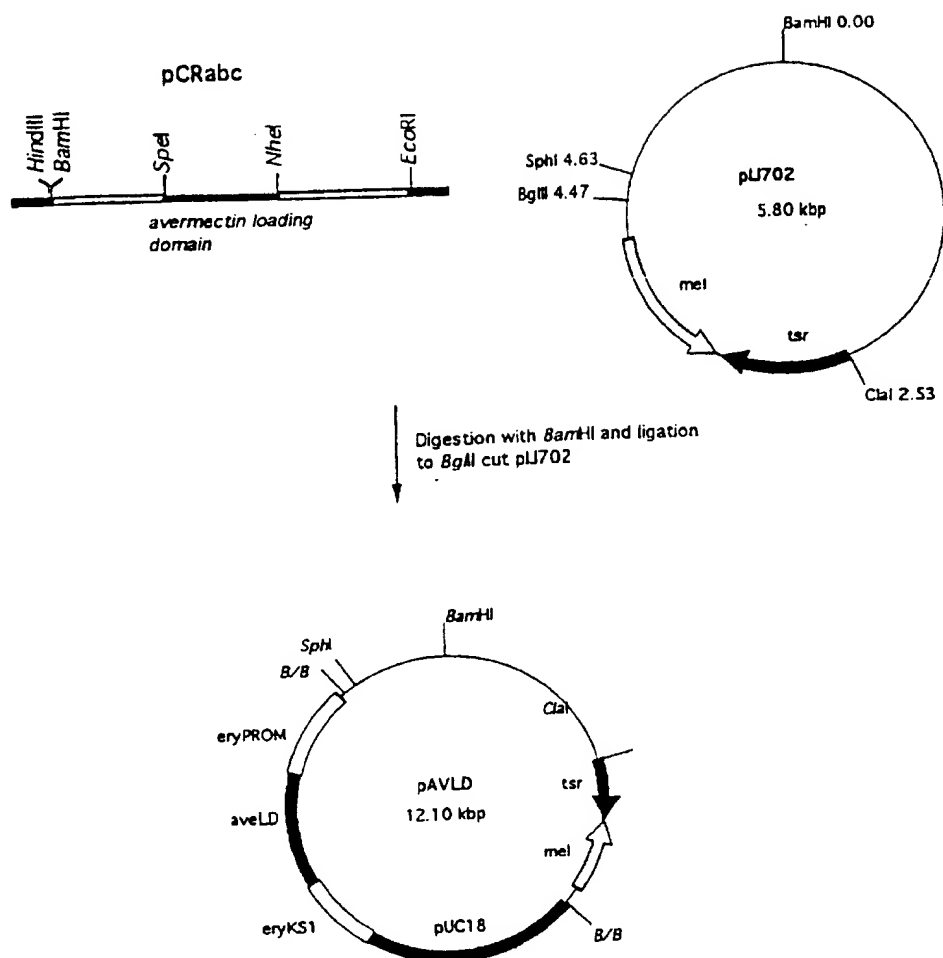 BamHI 0.00
pCRabc
HindIII
BamHI
SpeI
NheI
EcoRI
avermectin loading
domain
SphI 4.63
BglII 4.47
pIJ702
5.80 kbp
mel
tsr
ClaI 2.53
Digestion with BamHI and ligation
to BglII cut pIJ702
BamHI
SphI
B/B
ClaI
eryPROM
pAVLD
12.10 kbp
tsr
aveLD
mel
eryKS1
pUC18
B/B